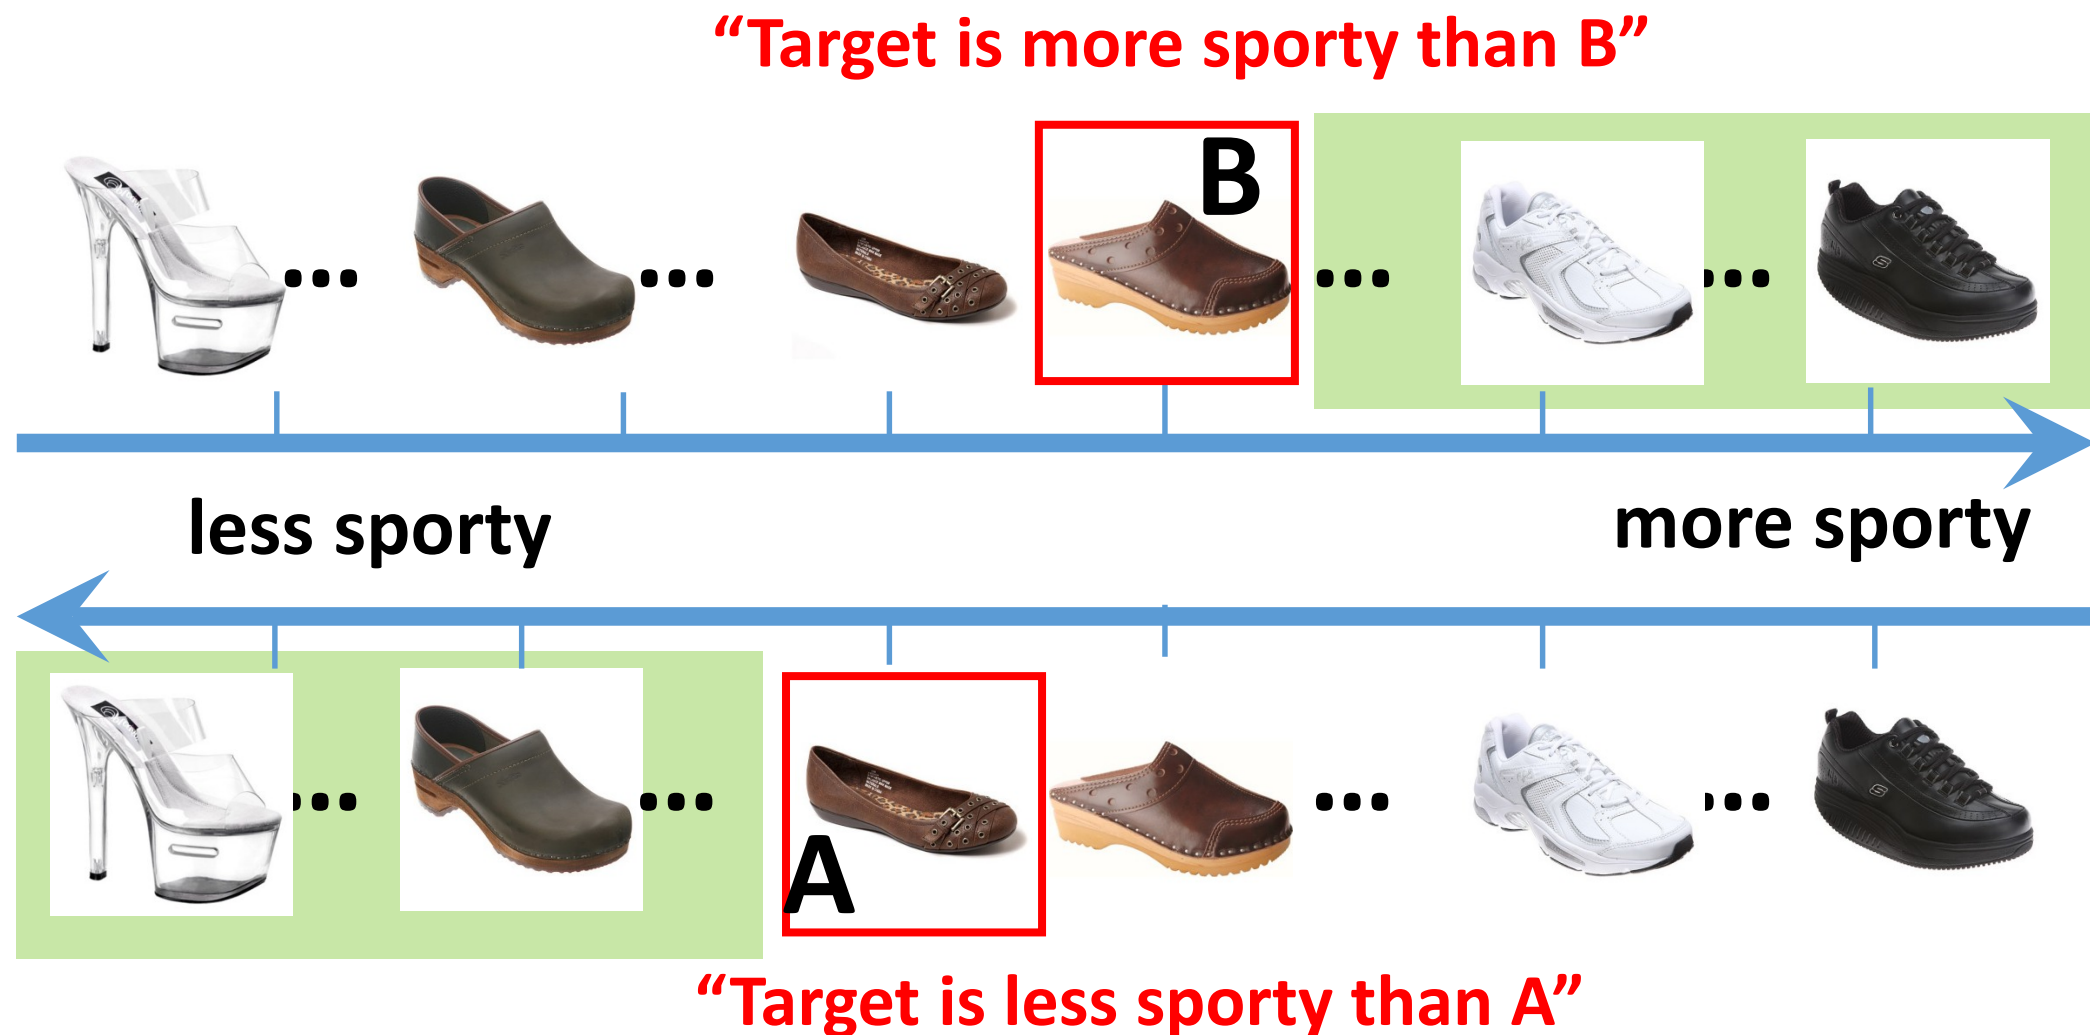 “Target is more sporty than B”
B
... ... ... ...
less sporty
more sporty
... ... ... ...
A
“Target is less sporty than A”